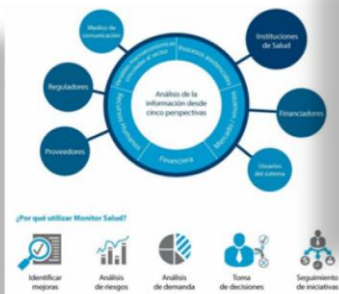 Medios de
comunicación
Instituciones
de Salud
Reguladores
Financiadores
Proveedores
Usuarios
del sistema
Procesos asistenciales
Análisis de la
información desde
cinco perspectivas
Financiera
¿Por qué utilizar Monitor Salud?
Identificar
mejoras
Análisis
de riesgos
Análisis
de demanda
Toma
de decisiones
Seguimiento
de iniciativas